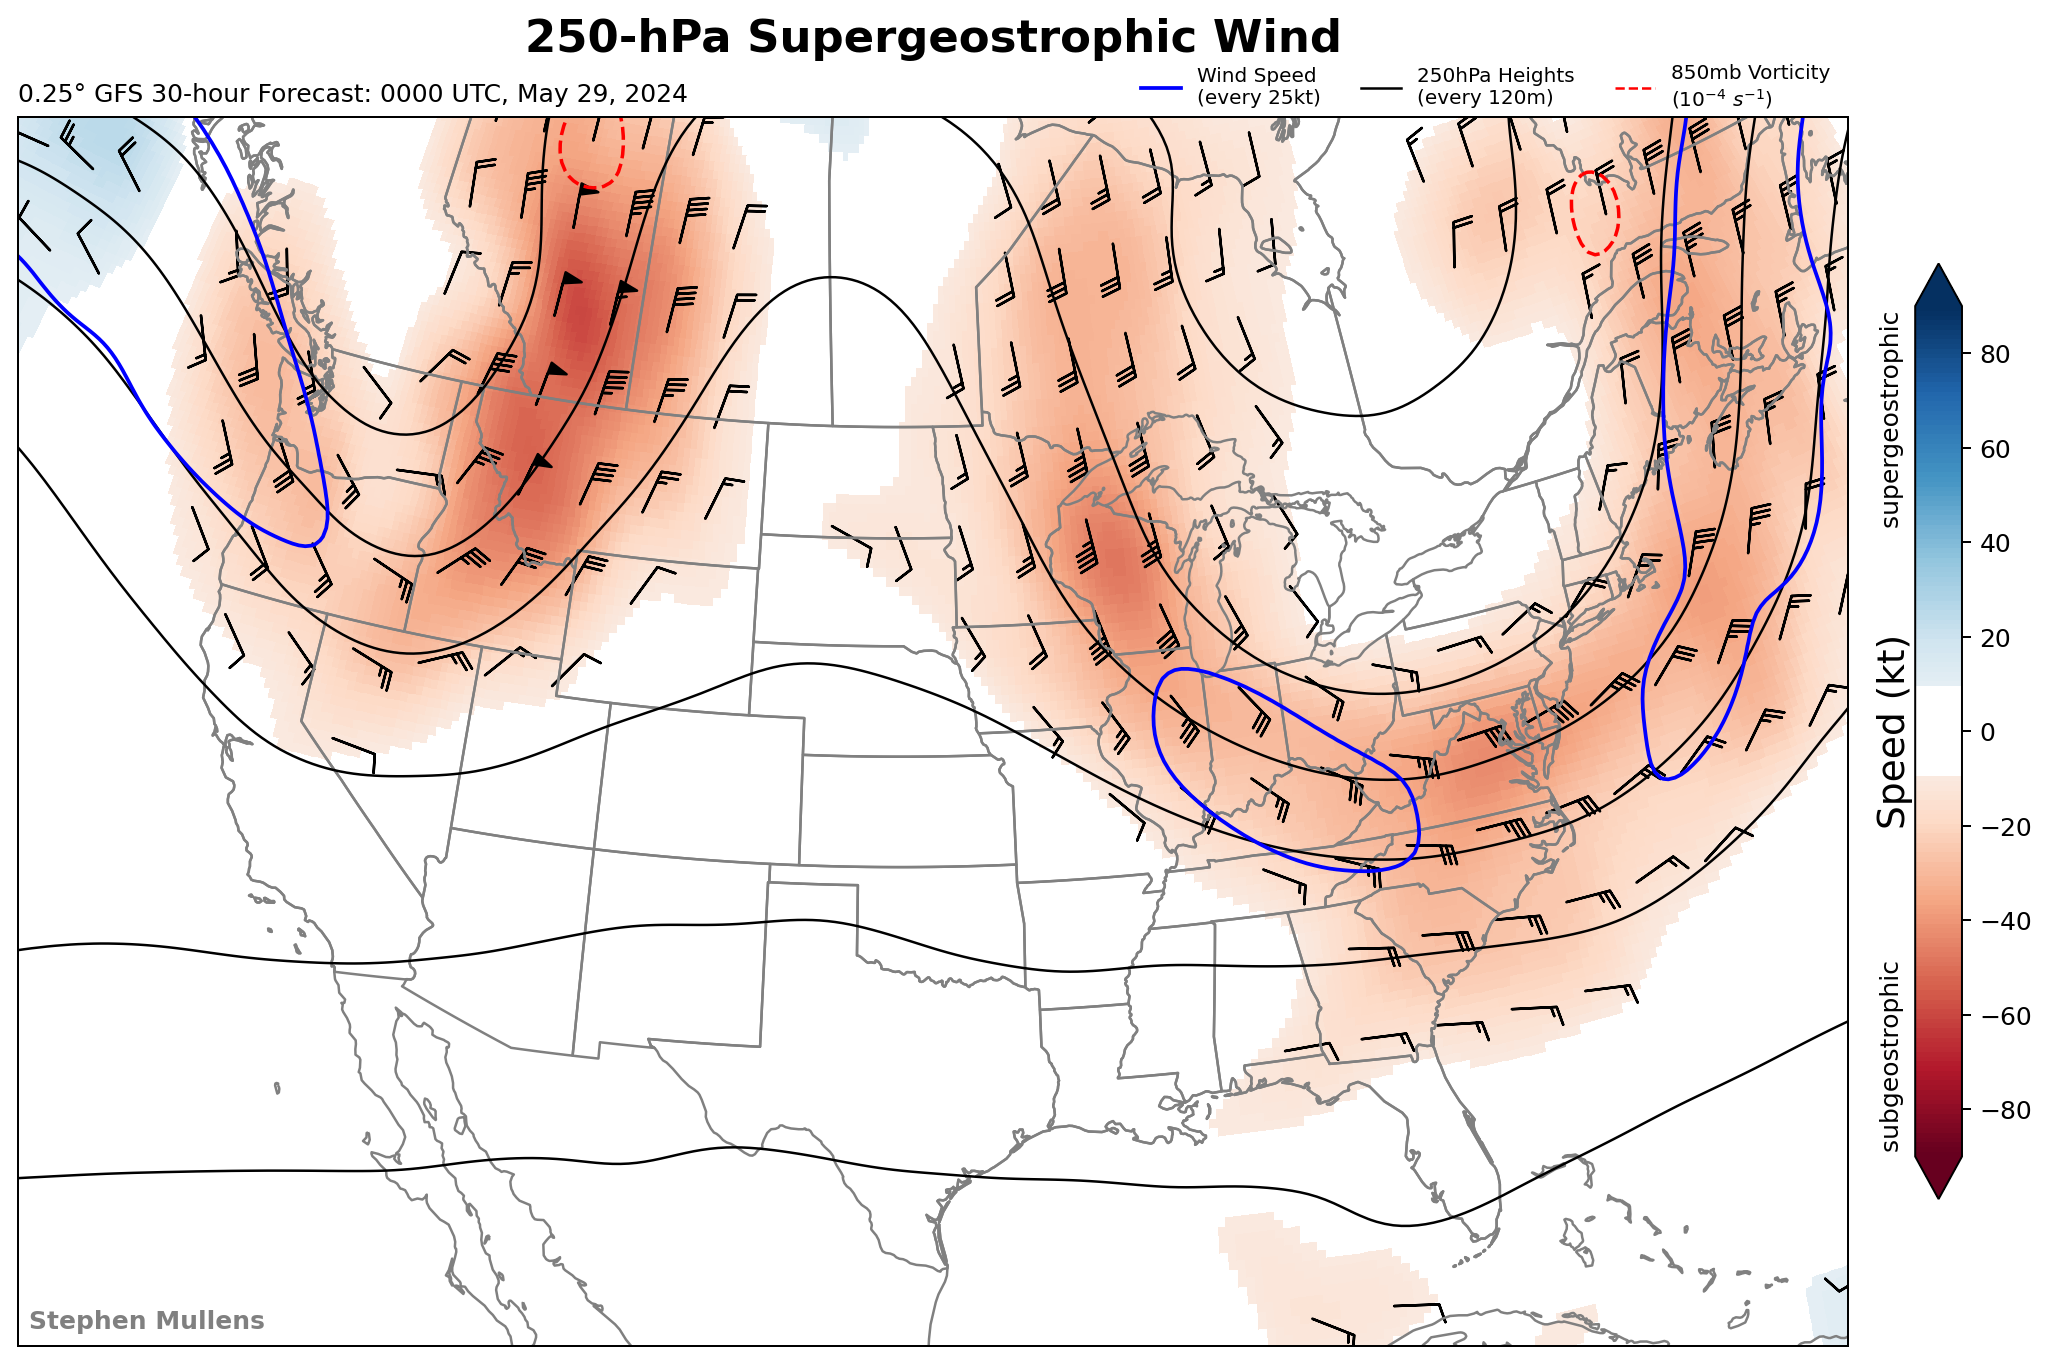 250-hPa Supergeostrophic Wind
0.25° GFS 30-hour Forecast: 0000 UTC, May 29, 2024
Wind Speed
(every 25kt)
250hPa Heights
(every 120m)
850mb Vorticity
(10⁻⁴ s⁻¹)
supergeostrophic
Speed (kt)
subgeostrophic
80
60
40
20
0
−20
−40
−60
−80
Stephen Mullens